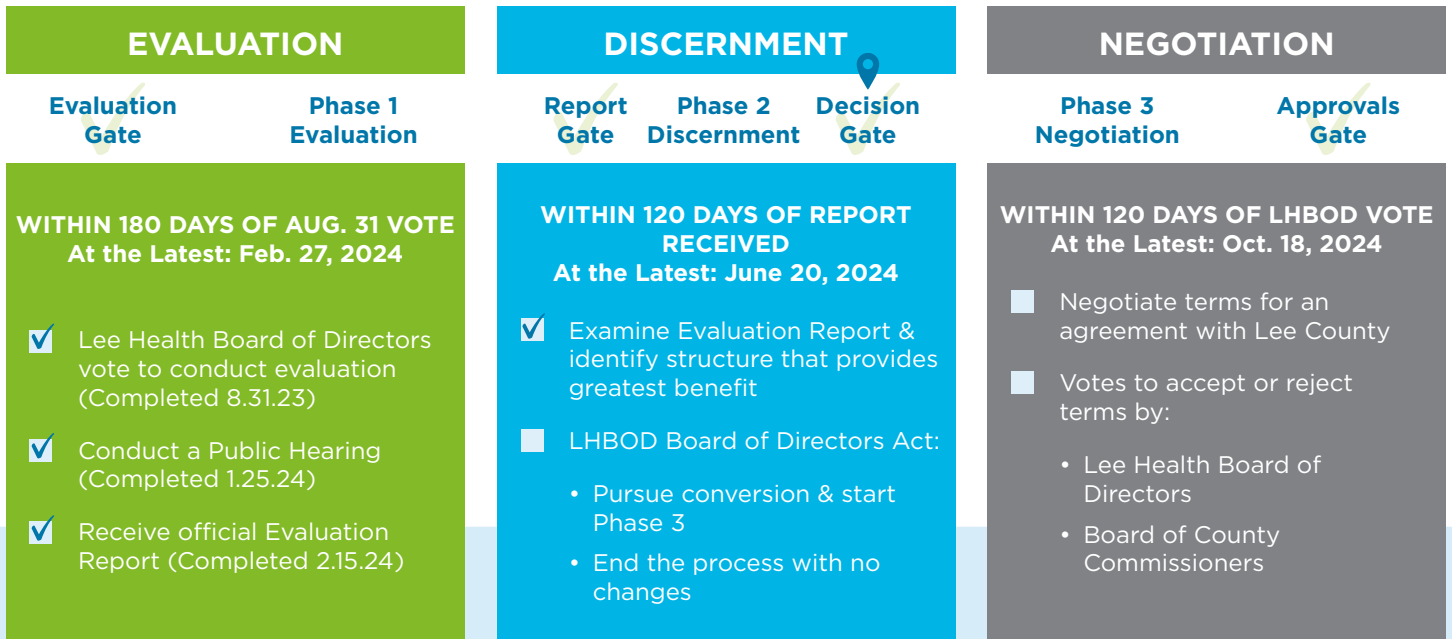 EVALUATION
Evaluation
Gate
Phase 1
Evaluation
WITHIN 180 DAYS OF AUG. 31 VOTE
At the Latest: Feb. 27, 2024
Lee Health Board of Directors
vote to conduct evaluation
(Completed 8.31.23)
Conduct a Public Hearing
(Completed 1.25.24)
Receive official Evaluation
Report (Completed 2.15.24)
DISCERNMENT
Report
Gate
Phase 2
Discernment
Decision
Gate
WITHIN 120 DAYS OF REPORT
RECEIVED
At the Latest: June 20, 2024
Examine Evaluation Report &
identify structure that provides
greatest benefit
LHBOD Board of Directors Act:
• Pursue conversion & start
Phase 3
• End the process with no
changes
NEGOTIATION
Phase 3
Negotiation
Approvals
Gate
WITHIN 120 DAYS OF LHBOD VOTE
At the Latest: Oct. 18, 2024
Negotiate terms for an
agreement with Lee County
Votes to accept or reject
terms by:
• Lee Health Board of
Directors
• Board of County
Commissioners